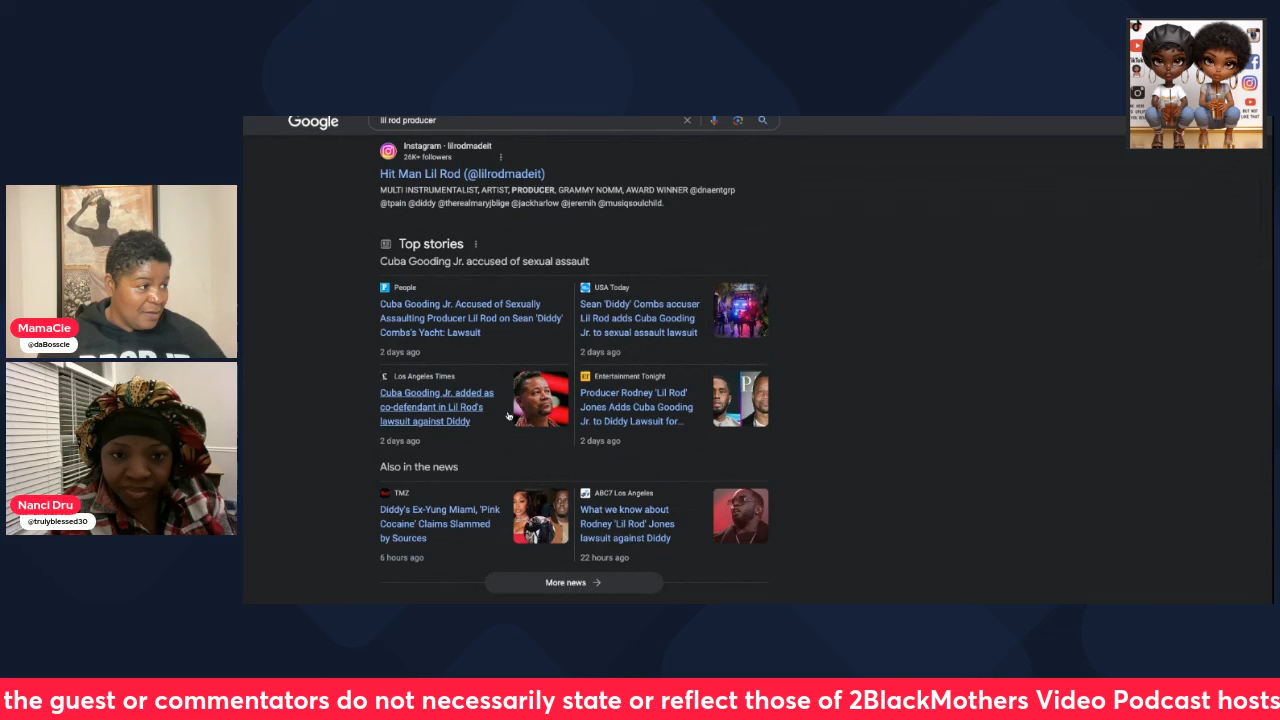 Google
lil rod producer
Instagram · lilrodmadeit
26K+ followers
Hit Man Lil Rod (@lilrodmadeit)
MULTI INSTRUMENTALIST, ARTIST, PRODUCER, GRAMMY NOMM, AWARD WINNER @dnaentgrp
@tpain @diddy @therealmaryjblige @jackharlow @jeremih @musiqsoulchild.
Top stories
Cuba Gooding Jr. accused of sexual assault
People
Cuba Gooding Jr. Accused of Sexually
Assaulting Producer Lil Rod on Sean 'Diddy'
Combs's Yacht: Lawsuit
2 days ago
USA Today
Sean 'Diddy' Combs accuser
Lil Rod adds Cuba Gooding
Jr. to sexual assault lawsuit
2 days ago
Los Angeles Times
Cuba Gooding Jr. added as
co-defendant in Lil Rod's
lawsuit against Diddy
2 days ago
Entertainment Tonight
Producer Rodney 'Lil Rod'
Jones Adds Cuba Gooding
Jr. to Diddy Lawsuit for...
2 days ago
Also in the news
TMZ
Diddy's Ex-Yung Miami, 'Pink
Cocaine' Claims Slammed
by Sources
6 hours ago
ABC7 Los Angeles
What we know about
Rodney 'Lil Rod' Jones
lawsuit against Diddy
22 hours ago
More news
MamaCie
@daBosscie
Nanci Dru
@trulyblessed30
the guest or commentators do not necessarily state or reflect those of 2BlackMothers Video Podcast hosts